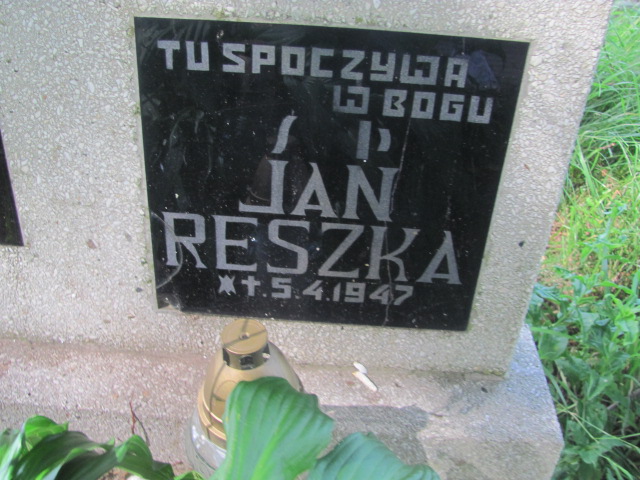 TU SPOCZYWA
W BOGU
Ś P
JAN
RESZKA
*†.5.4.1947